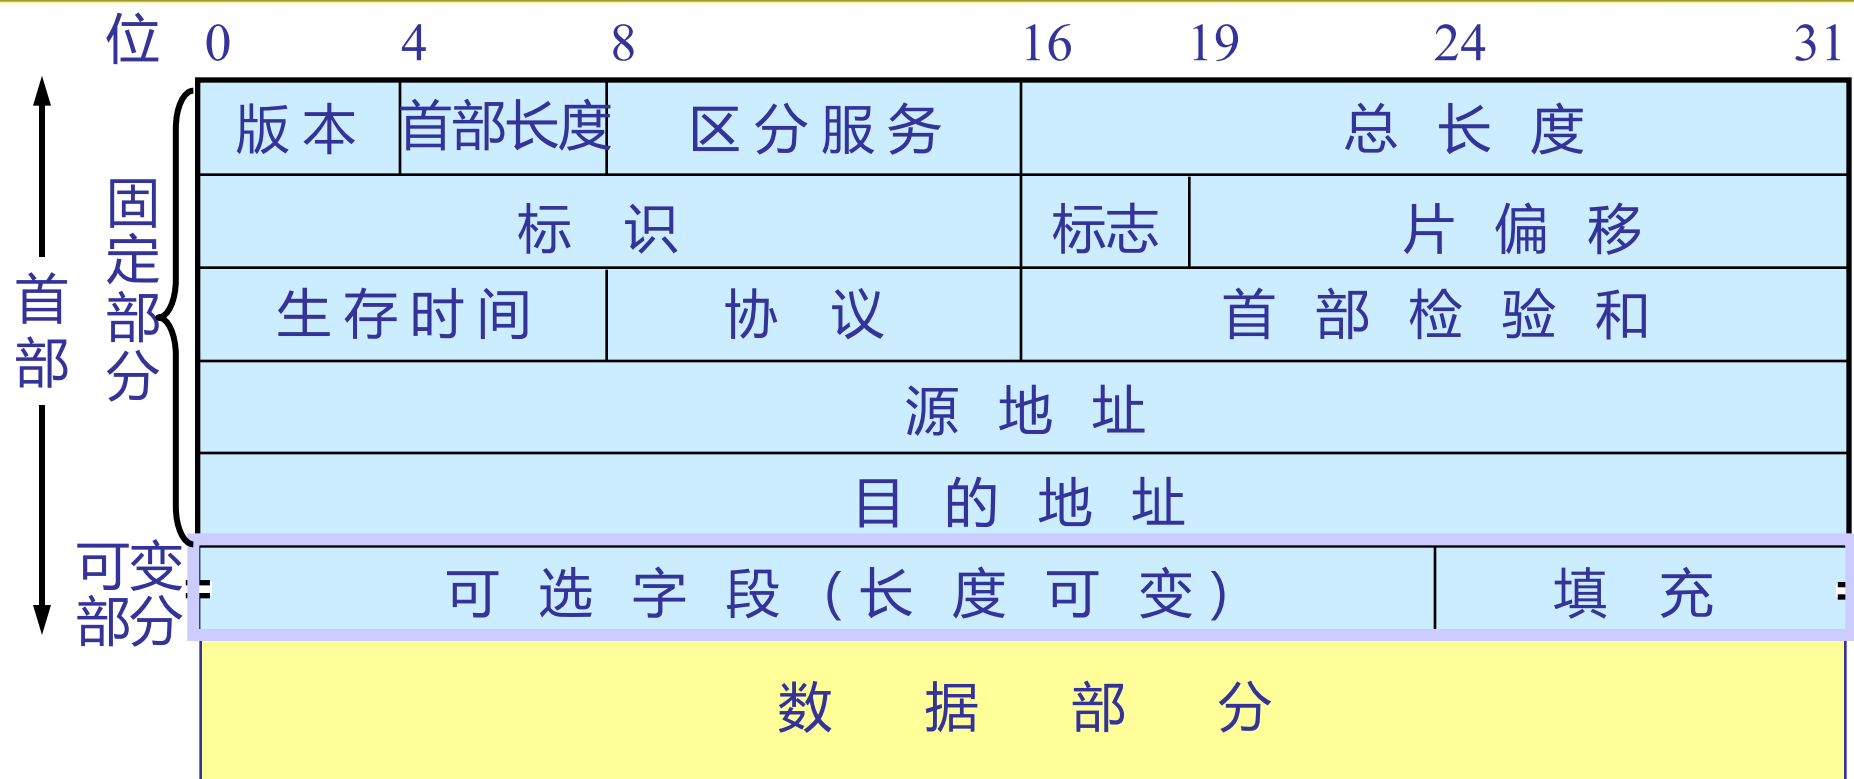 位 0 4 8 16 19 24 31
版本 首部长度 区分服务 总长度
标识 标志 片偏移
生存时间 协议 首部检验和
源地址
目的地址
可选字段(长度可变) 填充
数据部分
首部
固定部分
可变
部分